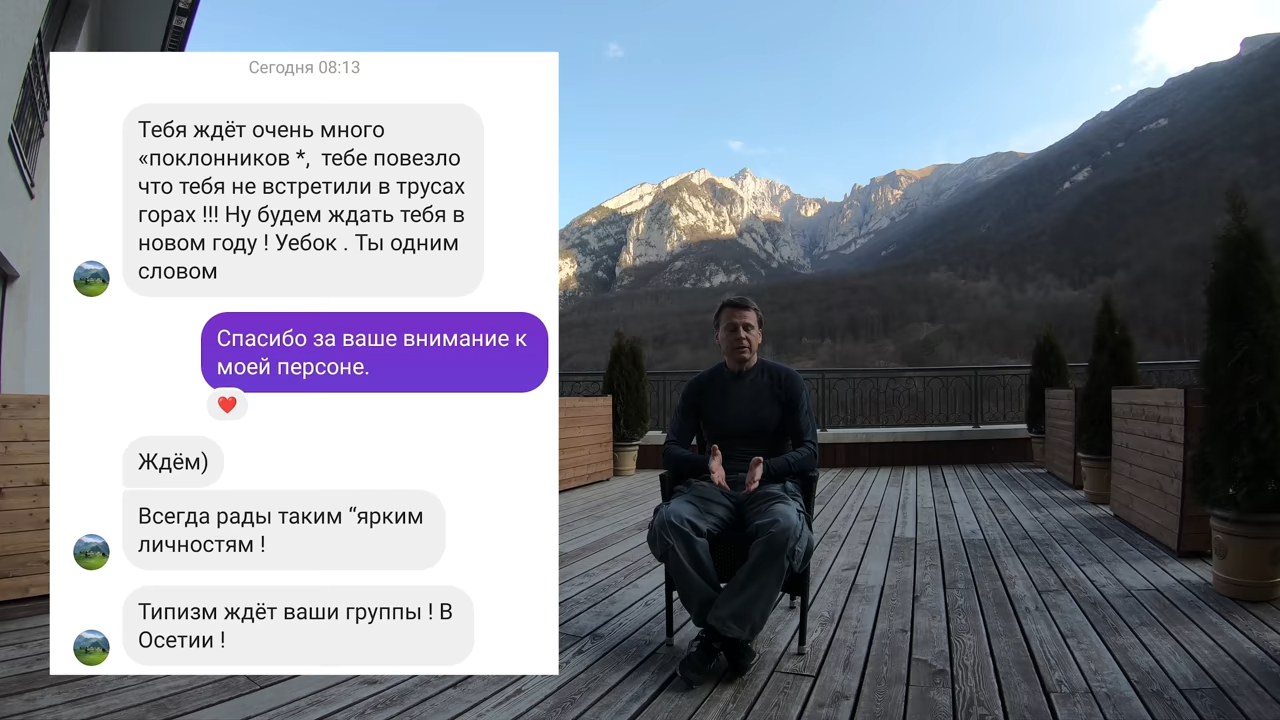 Сегодня 08:13
Тебя ждёт очень много
«поклонников *, тебе повезло
что тебя не встретили в трусах
горах !!! Ну будем ждать тебя в
новом году ! Уебок . Ты одним
словом
Спасибо за ваше внимание к
моей персоне.
Ждём)
Всегда рады таким “ярким
личностям !
Типизм ждёт ваши группы ! В
Осетии !